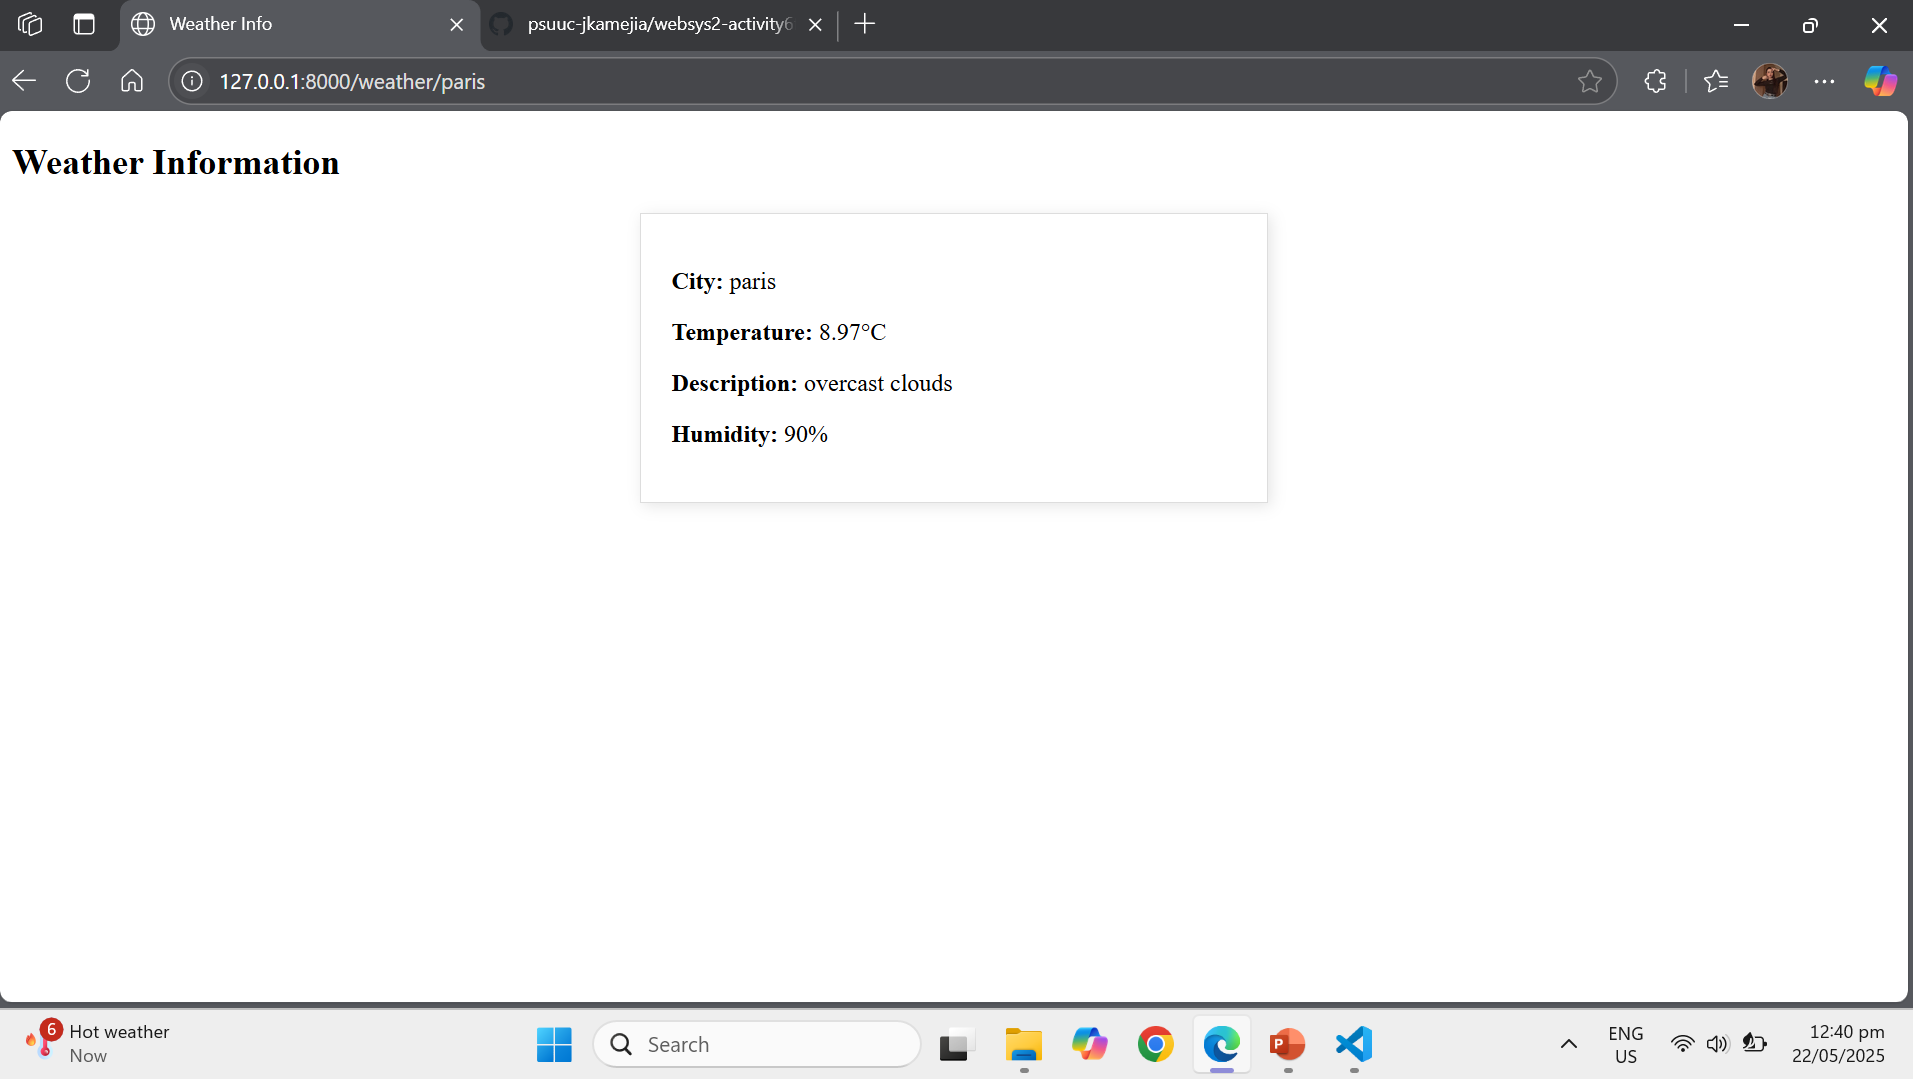 Weather Info
psuuc-jkamejia/websys2-activity6
127.0.0.1:8000/weather/paris
Weather Information
City: paris
Temperature: 8.97°C
Description: overcast clouds
Humidity: 90%
6
Hot weather
Now
Search
P
ENG
US
12:40 pm
22/05/2025